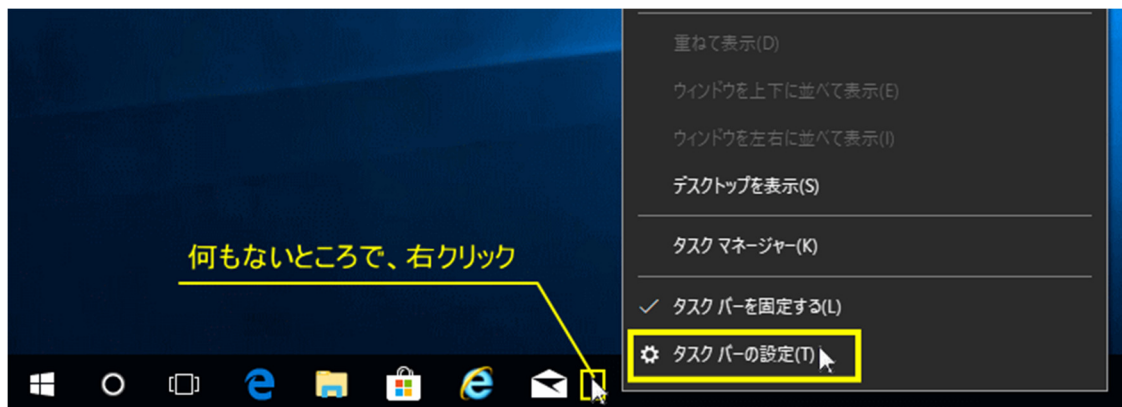 重ねて表示(D)
ウィンドウを上下に並べて表示(E)
ウィンドウを左右に並べて表示(I)
デスクトップを表示(S)
何もないところで、右クリック
タスク マネージャー(K)
タスク バーを固定する(L)
タスク バーの設定(T)